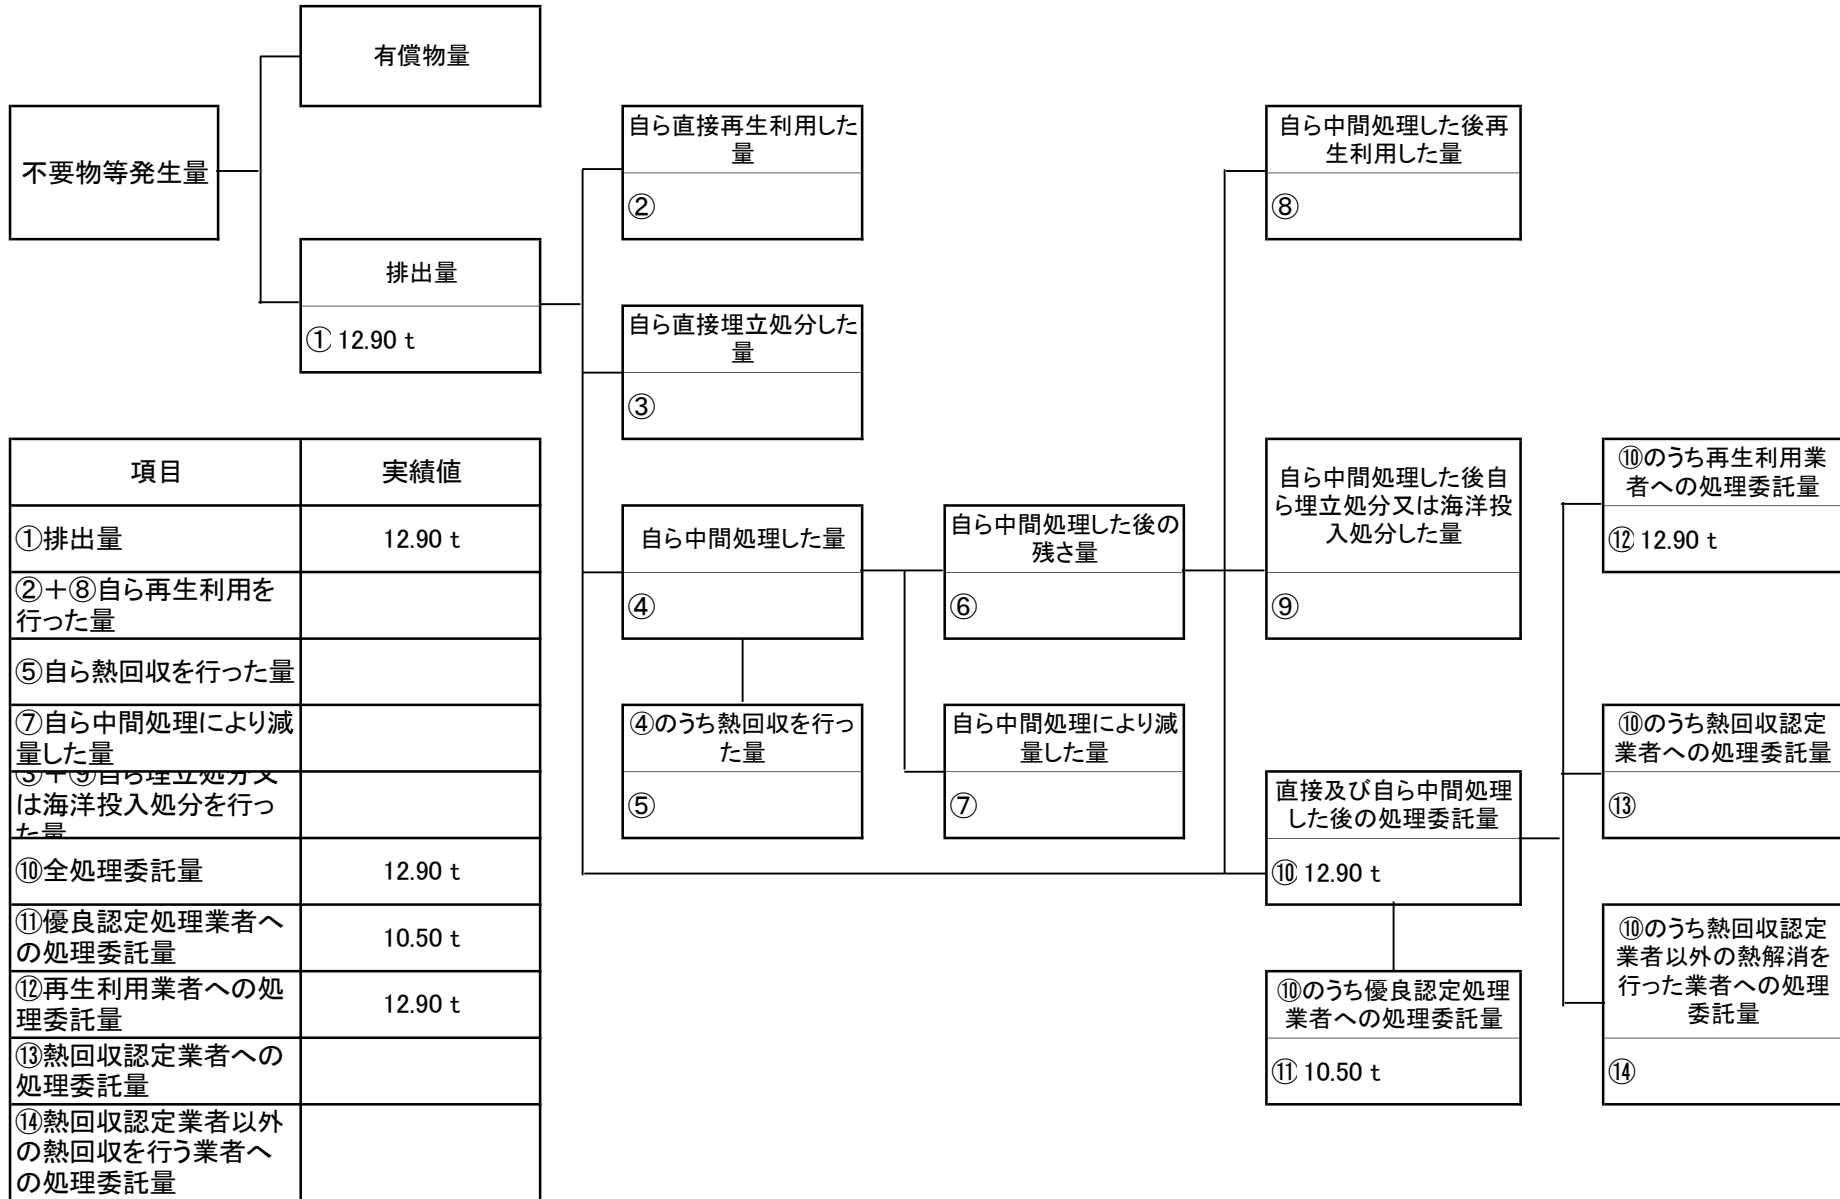 有償物量
不要物等発生量
排出量
① 12.90 t
自ら直接再生利用した
量
②
自ら直接埋立処分した
量
③
自ら中間処理した量
④
④のうち熱回収を行っ
た量
⑤
自ら中間処理した後の
残さ量
⑥
自ら中間処理により減
量した量
⑦
自ら中間処理した後再
生利用した量
⑧
自ら中間処理した後自
ら埋立処分又は海洋投
入処分した量
⑨
直接及び自ら中間処理
した後の処理委託量
⑩ 12.90 t
⑩のうち優良認定処理
業者への処理委託量
⑪ 10.50 t
⑩のうち再生利用業
者への処理委託量
⑫ 12.90 t
⑩のうち熱回収認定
業者への処理委託量
⑬
⑩のうち熱回収認定
業者以外の熱解消を
行った業者への処理
委託量
⑭
項目 実績値
①排出量 12.90 t
②＋⑧自ら再生利用を
行った量
⑤自ら熱回収を行った量
⑦自ら中間処理により減
量した量
③＋⑨自ら埋立処分又
は海洋投入処分を行っ
た量
⑩全処理委託量 12.90 t
⑪優良認定処理業者へ
の処理委託量 10.50 t
⑫再生利用業者への処
理委託量 12.90 t
⑬熱回収認定業者への
処理委託量
⑭熱回収認定業者以外
の熱回収を行う業者へ
の処理委託量